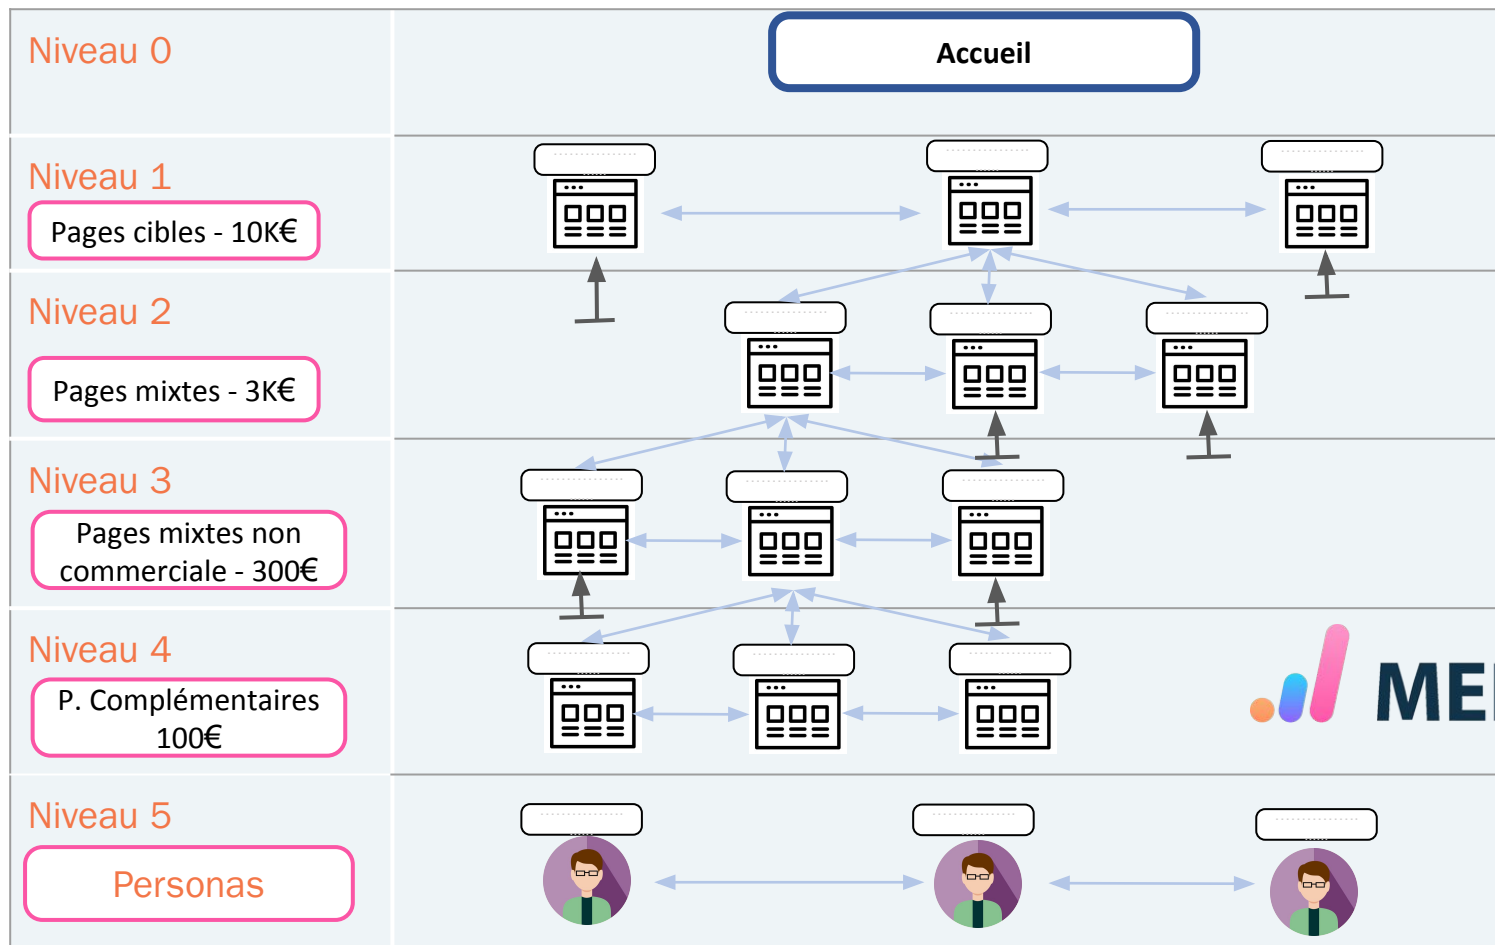 Niveau 0
Accueil
Niveau 1
Pages cibles - 10K€
Niveau 2
Pages mixtes - 3K€
Niveau 3
Pages mixtes non
commerciale - 300€
Niveau 4
P. Complémentaires
100€
Niveau 5
Personas